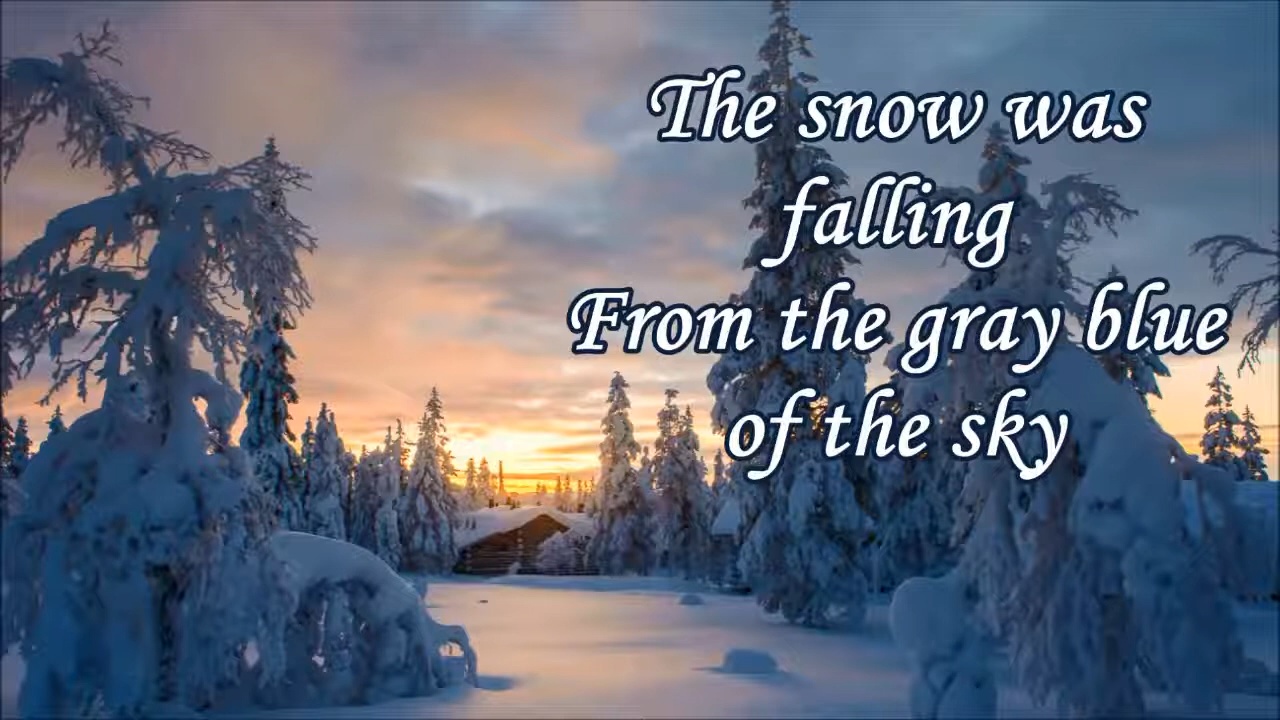 The snow was
falling
From the gray blue
of the sky